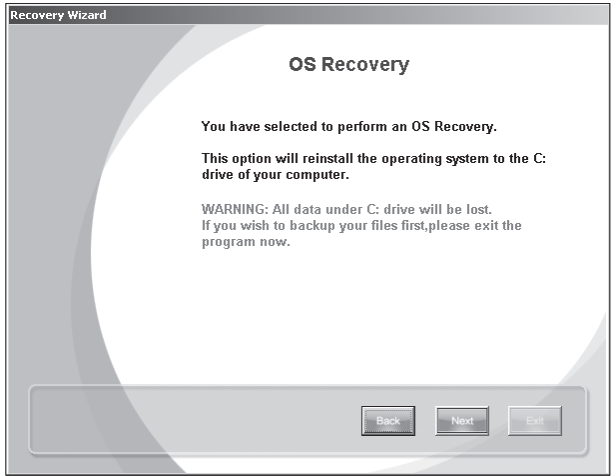 Recovery Wizard
OS Recovery
You have selected to perform an OS Recovery.
This option will reinstall the operating system to the C:
drive of your computer.
WARNING: All data under C: drive will be lost.
If you wish to backup your files first,please exit the
program now.
Back
Next
Exit